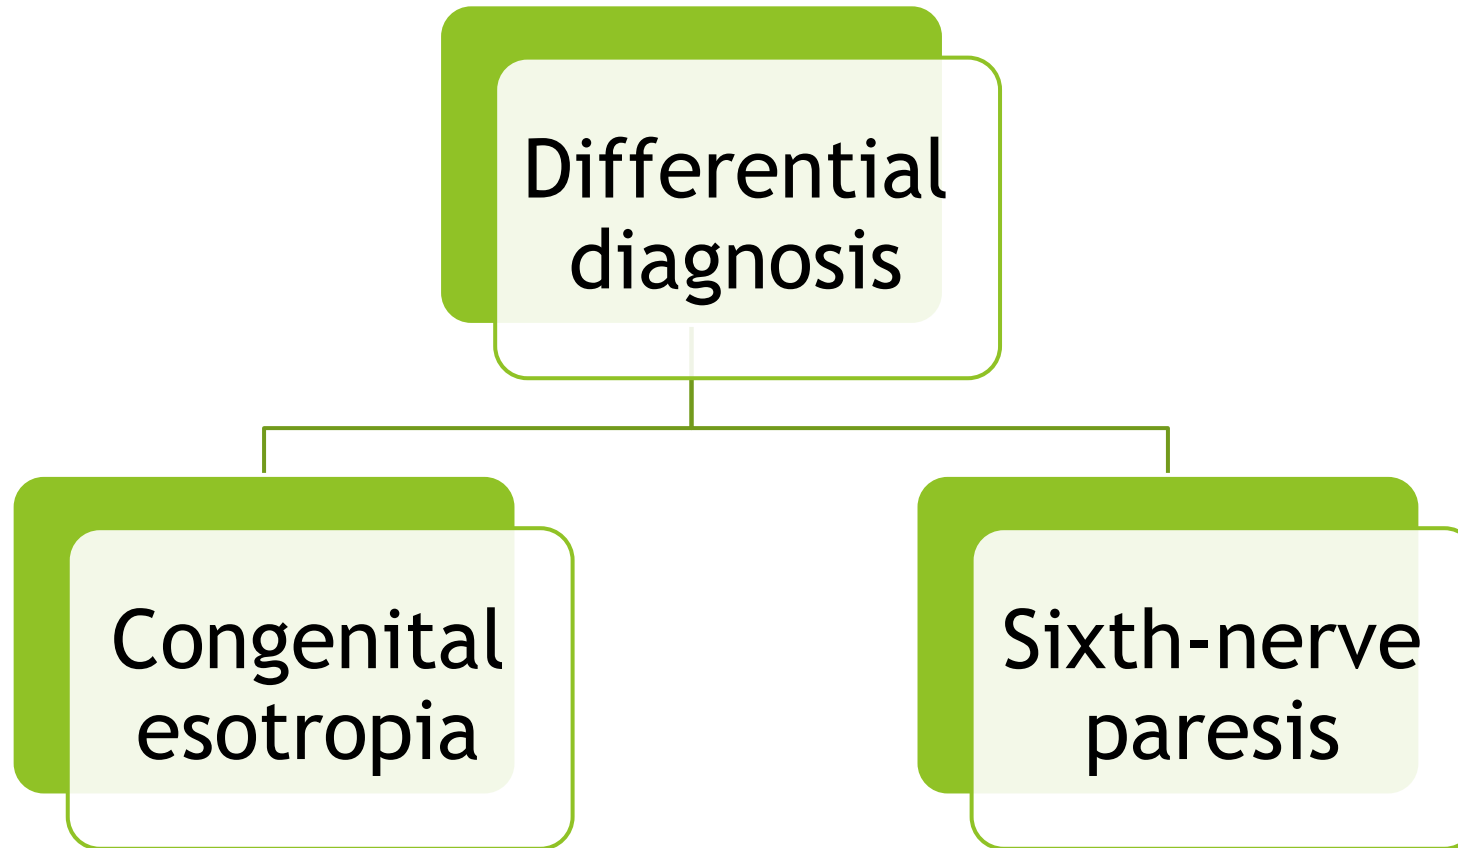 Differential
diagnosis
Congenital
esotropia
Sixth-nerve
paresis